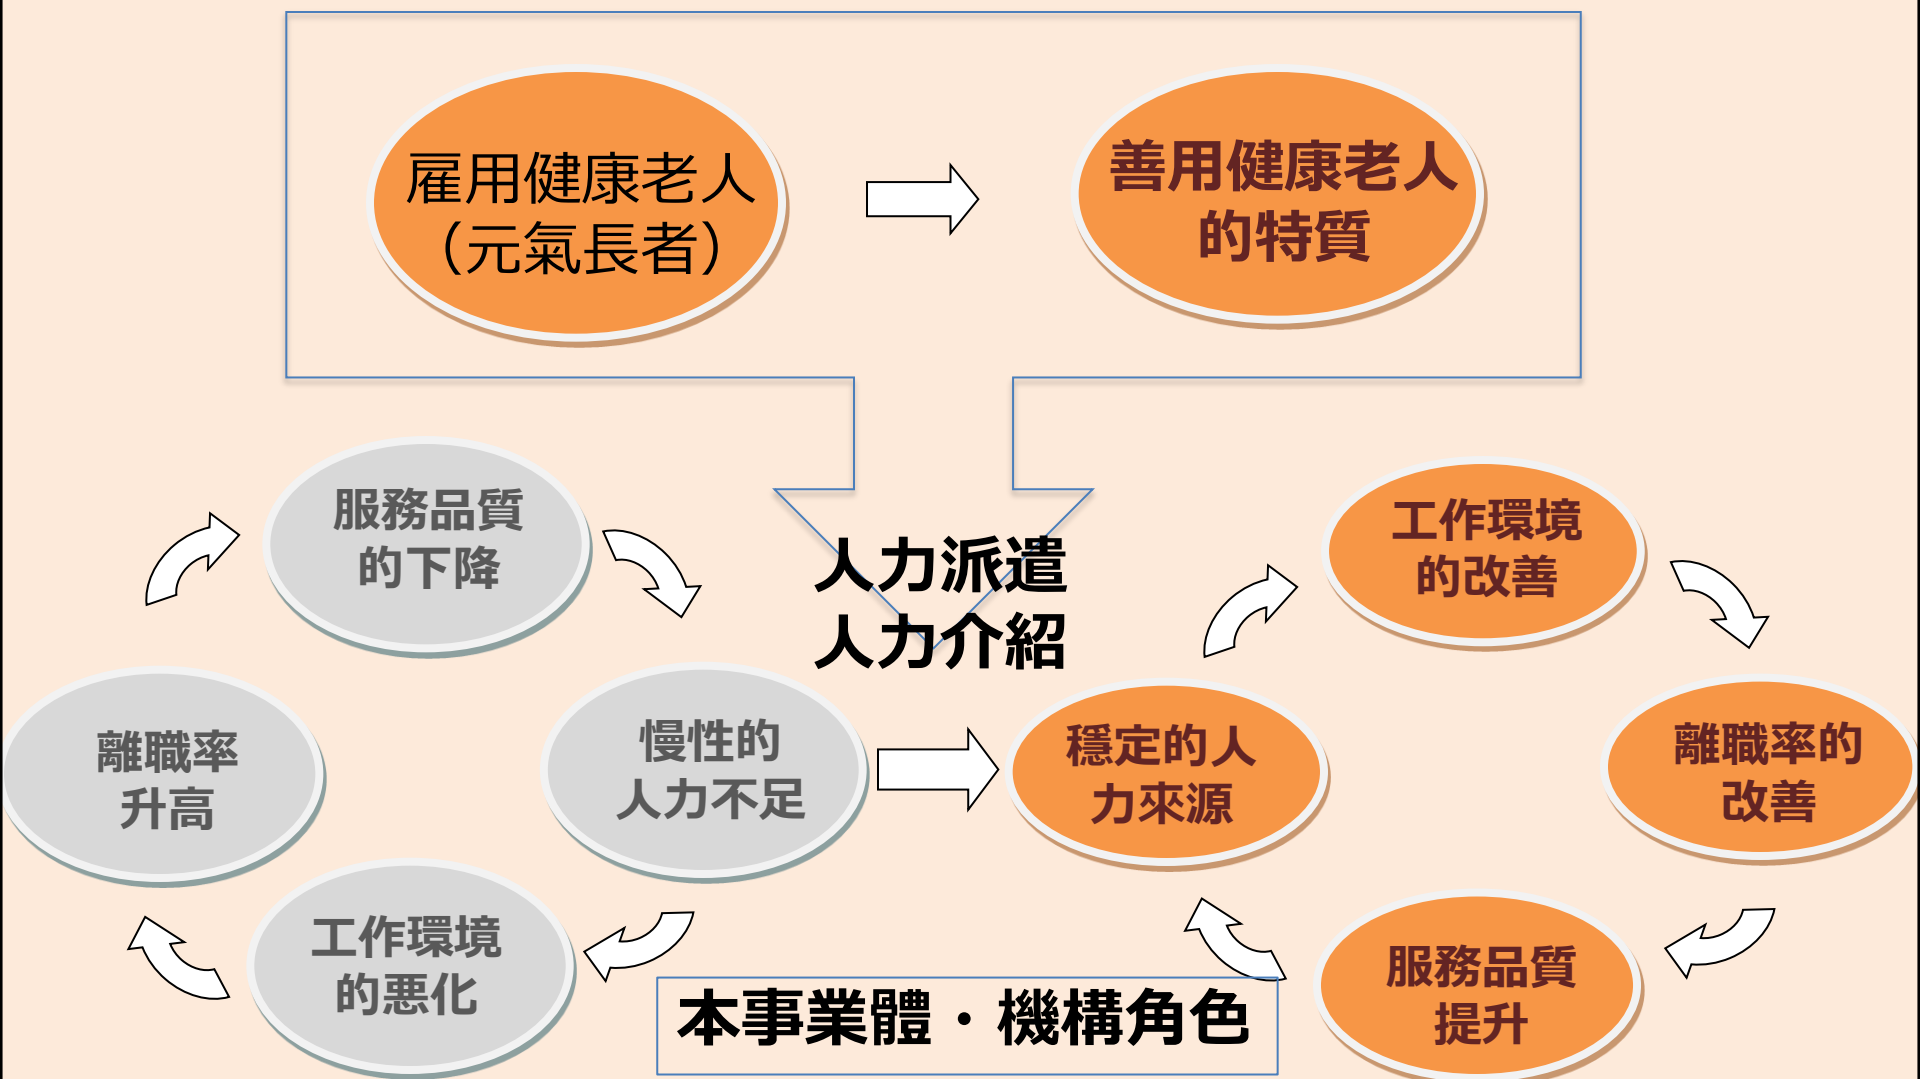 雇用健康老人
（元氣長者）
善用健康老人
的特質
服務品質
的下降
人力派遣
人力介紹
工作環境
的改善
離職率
升高
慢性的
人力不足
穩定的人
力來源
離職率的
改善
工作環境
的悪化
本事業體・機構角色
服務品質
提升